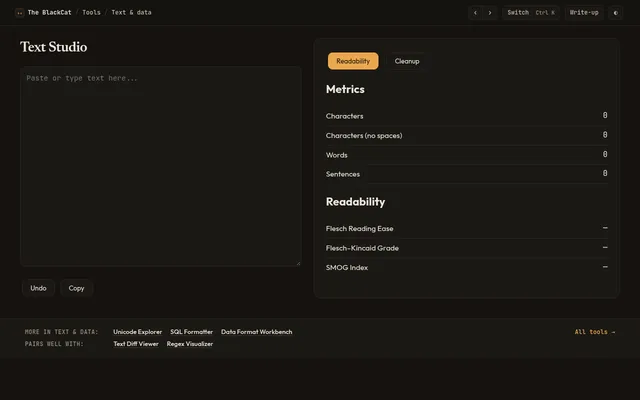 The BlackCat / Tools / Text & data
‹ › Switch Ctrl K Write-up
Text Studio
Paste or type text here...
Undo Copy
Readability Cleanup
Metrics
Characters 0
Characters (no spaces) 0
Words 0
Sentences 0
Readability
Flesch Reading Ease —
Flesch–Kincaid Grade —
SMOG Index —
MORE IN TEXT & DATA: Unicode Explorer SQL Formatter Data Format Workbench All tools →
PAIRS WELL WITH: Text Diff Viewer Regex Visualizer